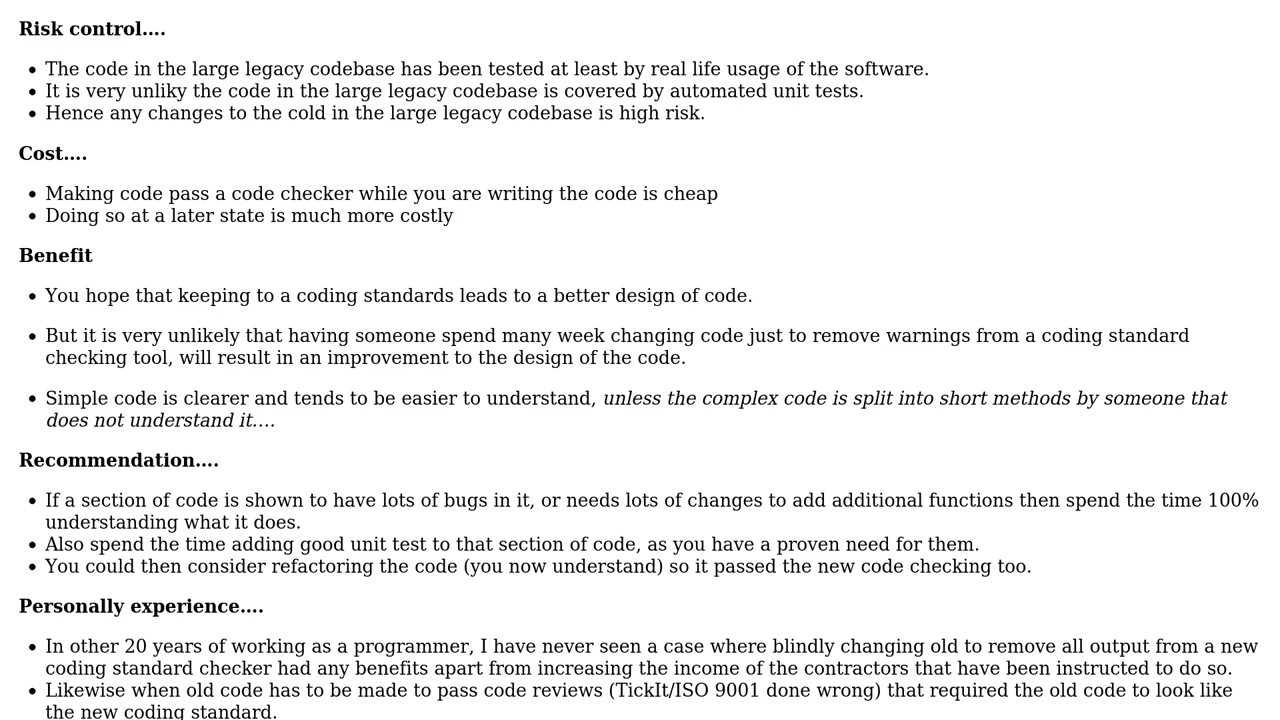 Risk control....
• The code in the large legacy codebase has been tested at least by real life usage of the software.
• It is very unliky the code in the large legacy codebase is covered by automated unit tests.
• Hence any changes to the cold in the large legacy codebase is high risk.
Cost....
• Making code pass a code checker while you are writing the code is cheap
• Doing so at a later state is much more costly
Benefit
• You hope that keeping to a coding standards leads to a better design of code.
• But it is very unlikely that having someone spend many week changing code just to remove warnings from a coding standard
checking tool, will result in an improvement to the design of the code.
• Simple code is clearer and tends to be easier to understand, unless the complex code is split into short methods by someone that
does not understand it....
Recommendation....
• If a section of code is shown to have lots of bugs in it, or needs lots of changes to add additional functions then spend the time 100%
understanding what it does.
• Also spend the time adding good unit test to that section of code, as you have a proven need for them.
• You could then consider refactoring the code (you now understand) so it passed the new code checking too.
Personally experience....
• In other 20 years of working as a programmer, I have never seen a case where blindly changing old to remove all output from a new
coding standard checker had any benefits apart from increasing the income of the contractors that have been instructed to do so.
• Likewise when old code has to be made to pass code reviews (TickIt/ISO 9001 done wrong) that required the old code to look like
the new coding standard.